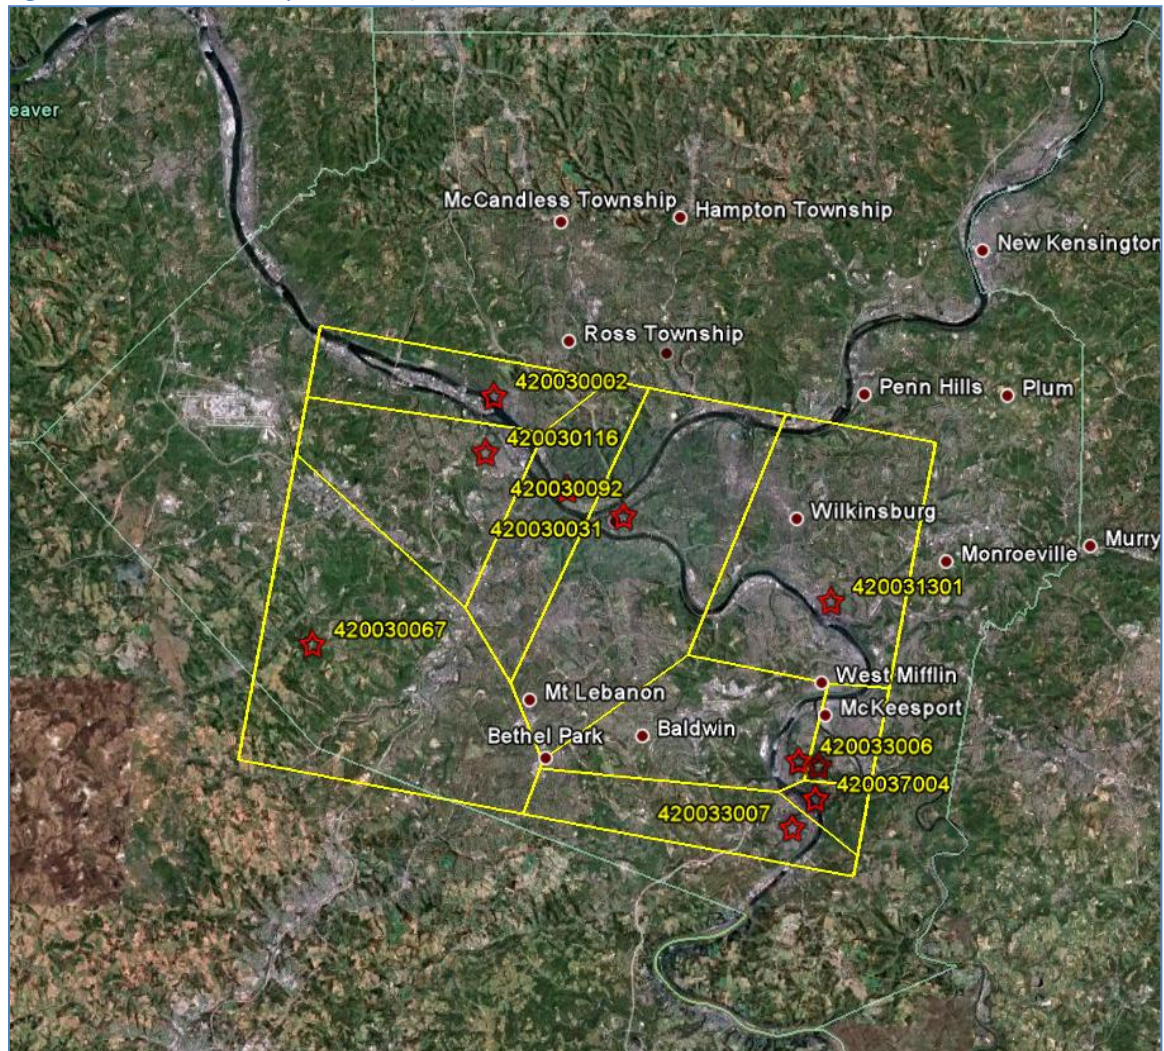 eaver
McCandless Township
Hampton Township
New Kensington
Ross Township
420030002
Penn Hills
Plum
420030116
420030092
420030031
Wilkinsburg
Murry
Monroeville
420031301
420030067
West Mifflin
Mt Lebanon
McKeesport
Bethel Park
Baldwin
420033006
420037004
420033007